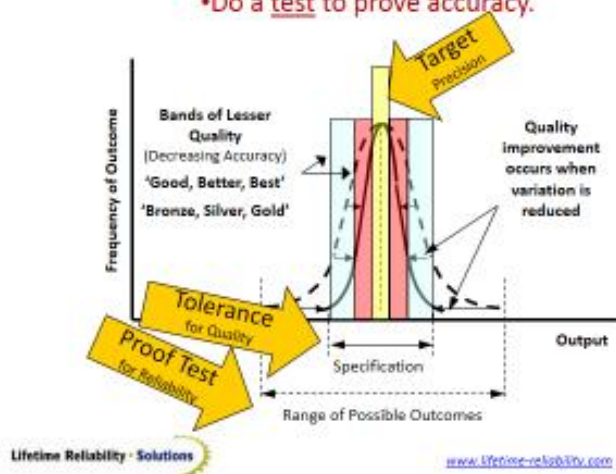 •Do a test to prove accuracy.
Target
Precision
Bands of Lesser
Quality
(Decreasing Accuracy)
'Good, Better, Best'
'Bronze, Silver, Gold'
Quality
improvement
occurs when
variation is
reduced
Frequency of Outcome
Tolerance
for Quality
Proof Test
for Reliability
Output
Specification
Range of Possible Outcomes
Lifetime Reliability · Solutions
www.lifetime-reliability.com